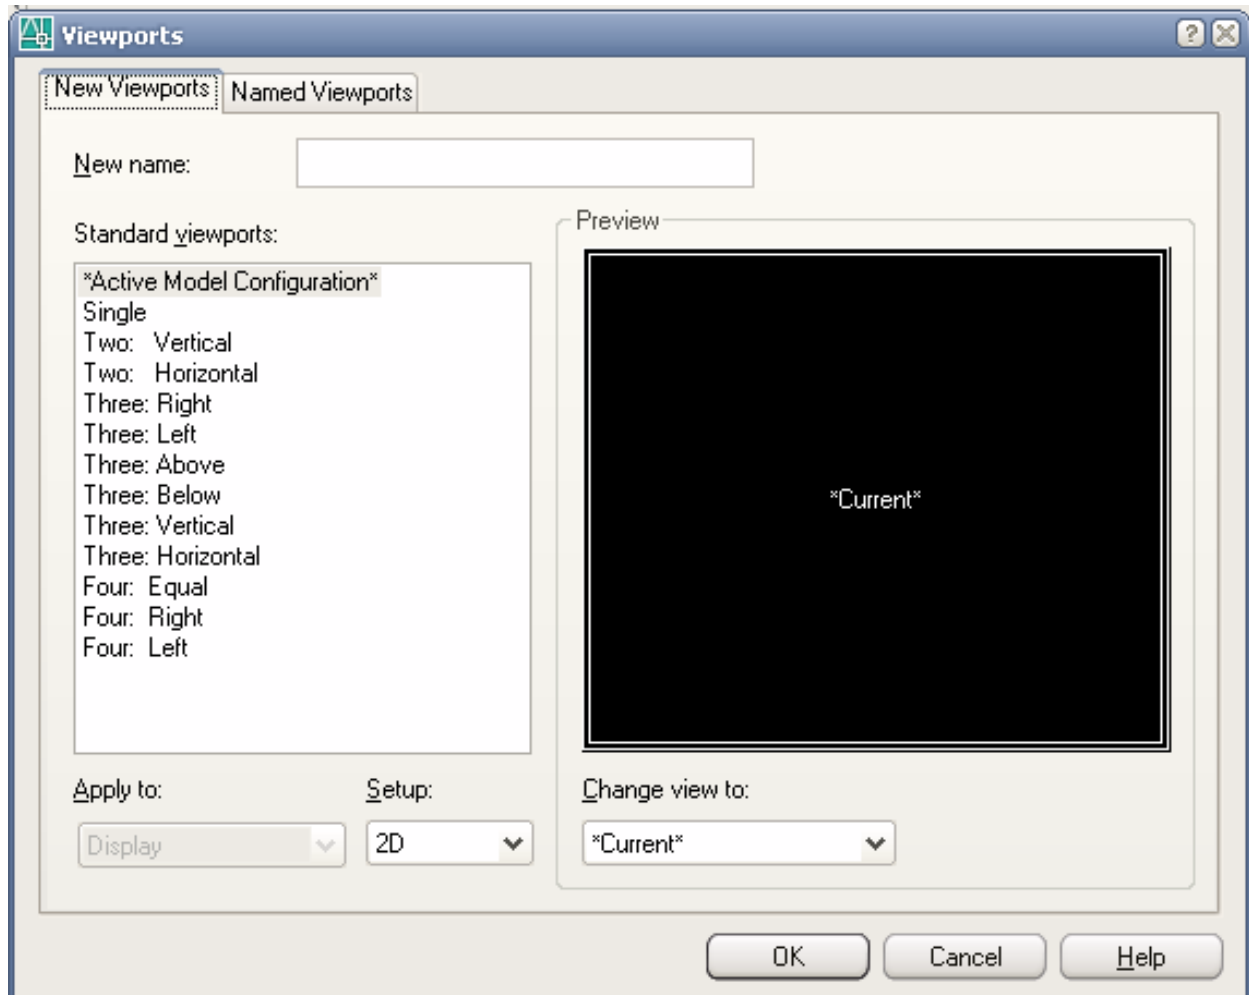 Viewports
New Viewports
Named Viewports
New name:
Standard viewports:
*Active Model Configuration*
Single
Two:   Vertical
Two:   Horizontal
Three: Right
Three: Left
Three: Above
Three: Below
Three: Vertical
Three: Horizontal
Four:  Equal
Four:  Right
Four:  Left
Apply to:
Display
Setup:
2D
Preview
*Current*
Change view to:
*Current*
OK
Cancel
Help